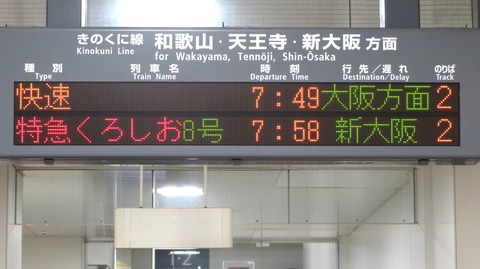 きのくに線 和歌山・天王寺・新大阪 方面
Kinokuni Line for Wakayama, Tennōji, Shin-Ōsaka
種別 列車名 時刻 行先/遅れ のりば
Type Train Name Departure Time Destination/Delay Track
快速 7:49 大阪方面 2
特急くろしお8号 7:58 新大阪 2